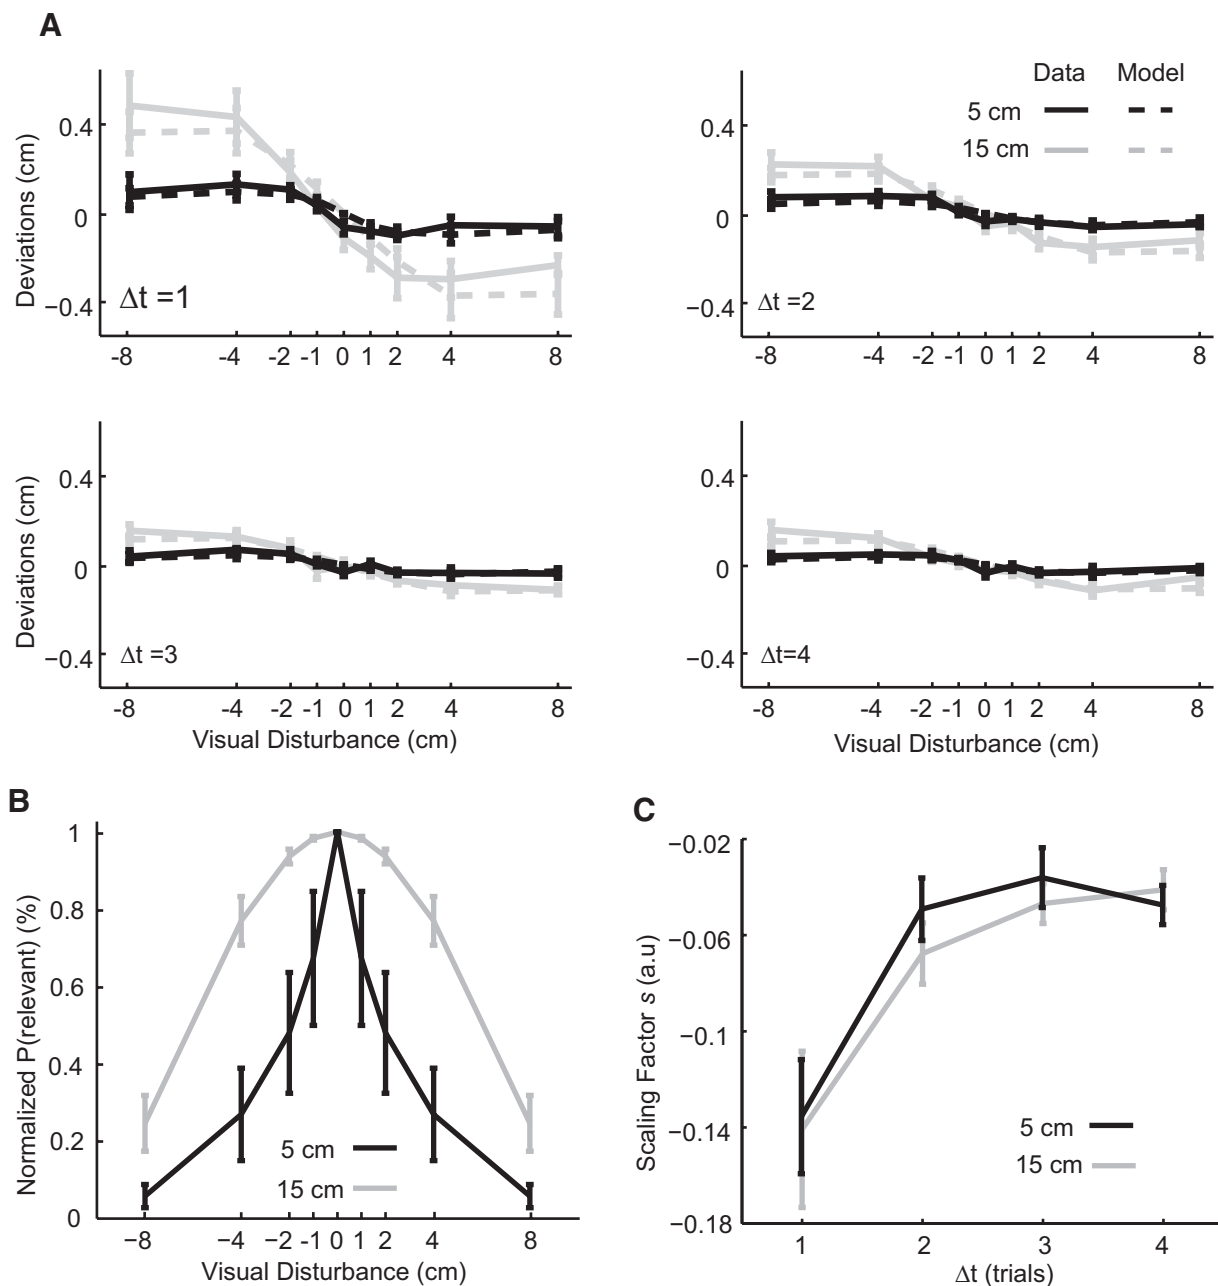 A
Data Model
5 cm
15 cm
Deviations (cm)
0.4
0
−0.4
Δt =1
-8 -4 -2 -1 0 1 2 4 8
0.4
0
−0.4
Δt =2
-8 -4 -2 -1 0 1 2 4 8
Deviations (cm)
0.4
0
−0.4
Δt =3
-8 -4 -2 -1 0 1 2 4 8
Visual Disturbance (cm)
0.4
0
−0.4
Δt=4
-8 -4 -2 -1 0 1 2 4 8
Visual Disturbance (cm)
B
Normalized P(relevant) (%)
1
0.8
0.6
0.4
0.2
0
5 cm
15 cm
−8 −4 −2 -1 0 1 2 4 8
Visual Disturbance (cm)
C
Scaling Factor s (a.u)
−0.02
−0.06
−0.1
−0.14
−0.18
5 cm
15 cm
1 2 3 4
Δt (trials)